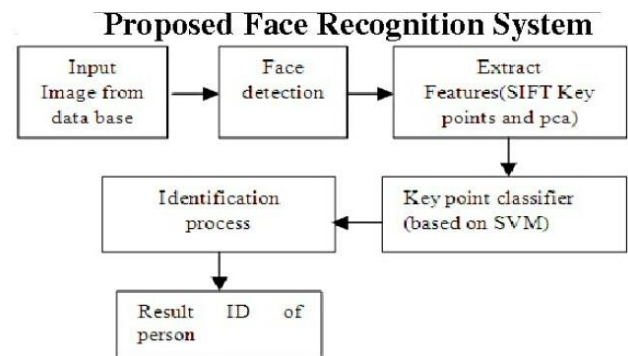 Proposed Face Recognition System
Input
Image from
data base
Face
detection
Extract
Features(SIFT Key
points and pca)
Identification
process
Key point classifier
(based on SVM)
Result ID of
person